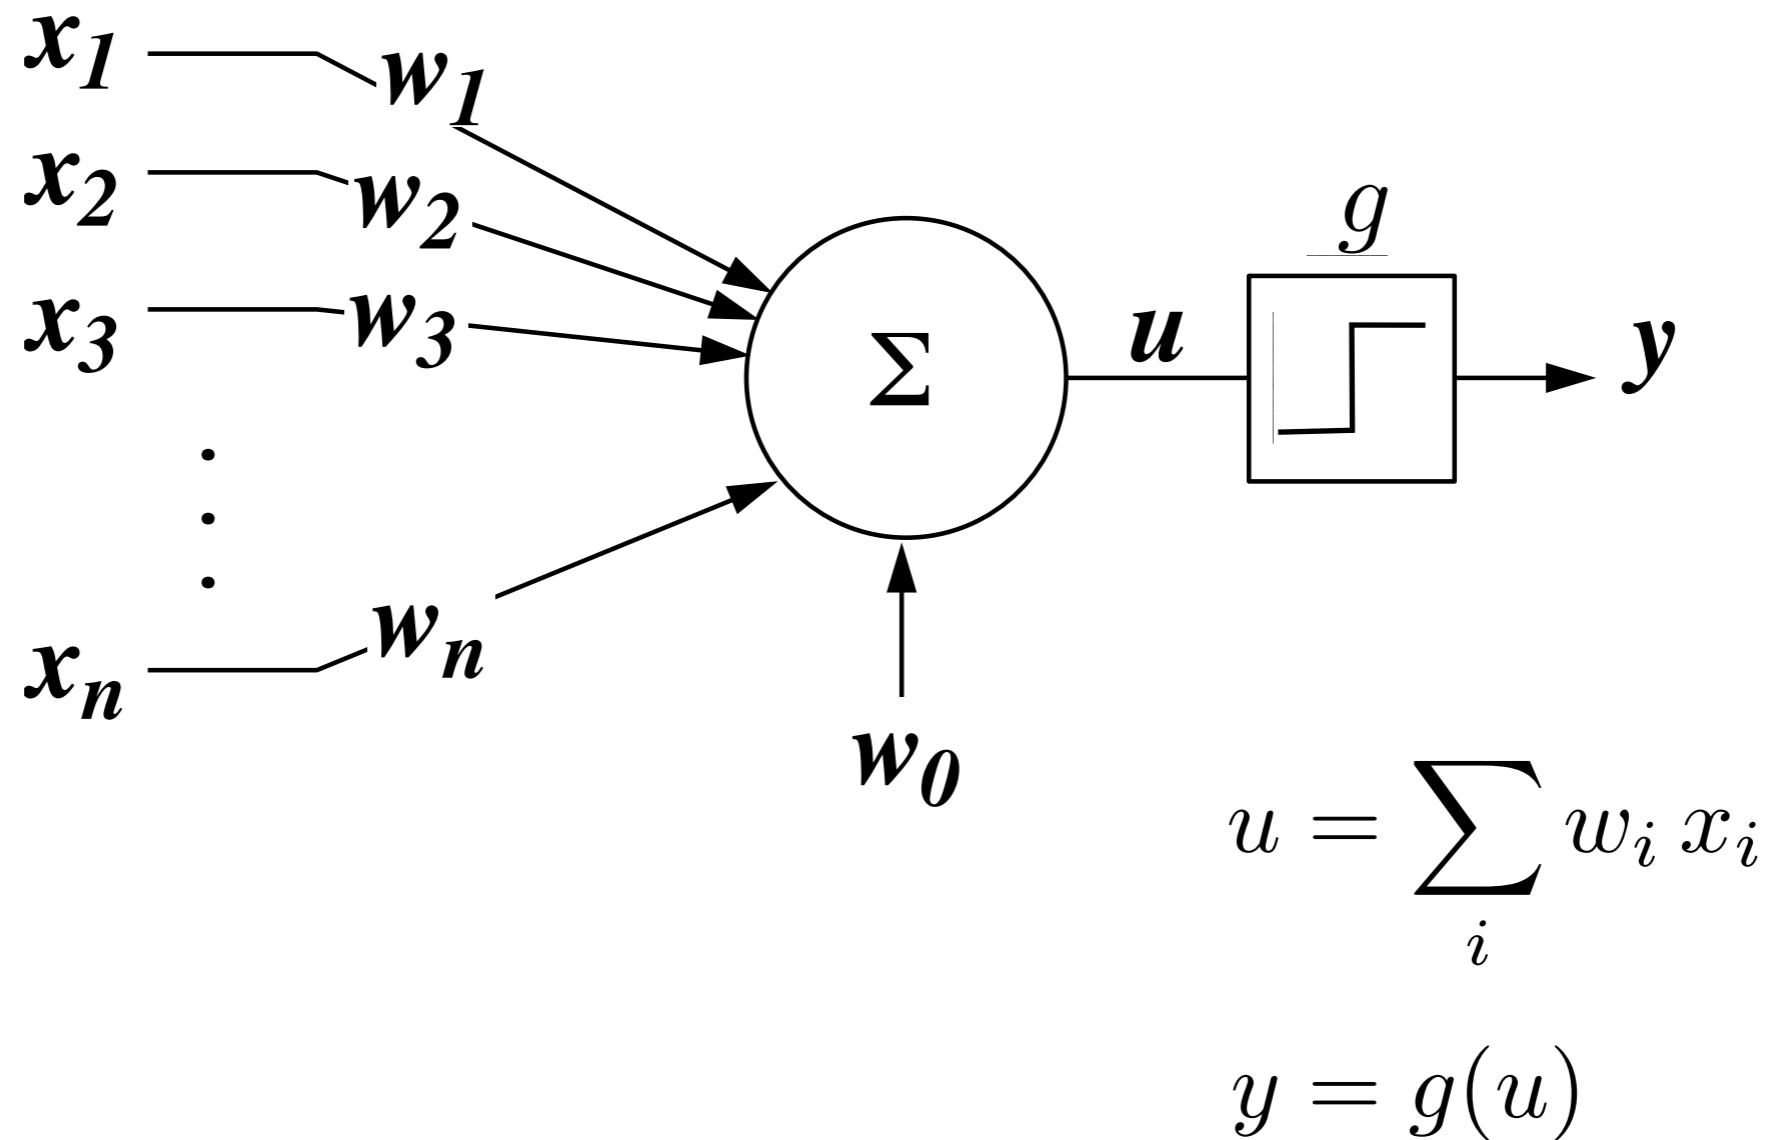 x₁ w₁
x₂ w₂
g
x₃ w₃
Σ
u
y
xₙ wₙ
w₀
u = ∑ᵢ wᵢ xᵢ
y = g(u)